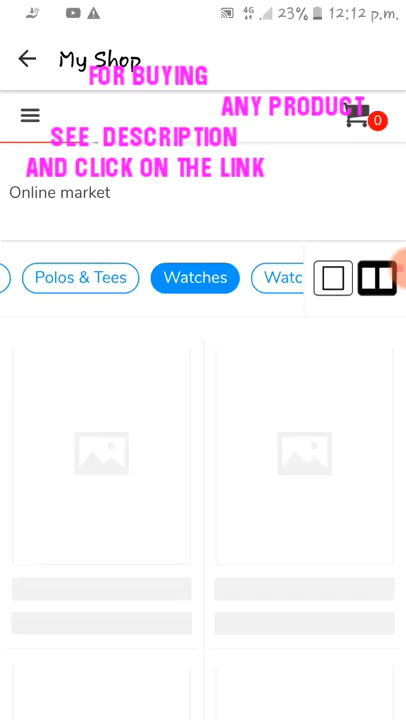 4G 23% 12:12 p.m.
My Shop
FOR BUYING
ANY PRODUCT
0
SEE DESCRIPTION
AND CLICK ON THE LINK
Online market
Polos & Tees Watches Watc